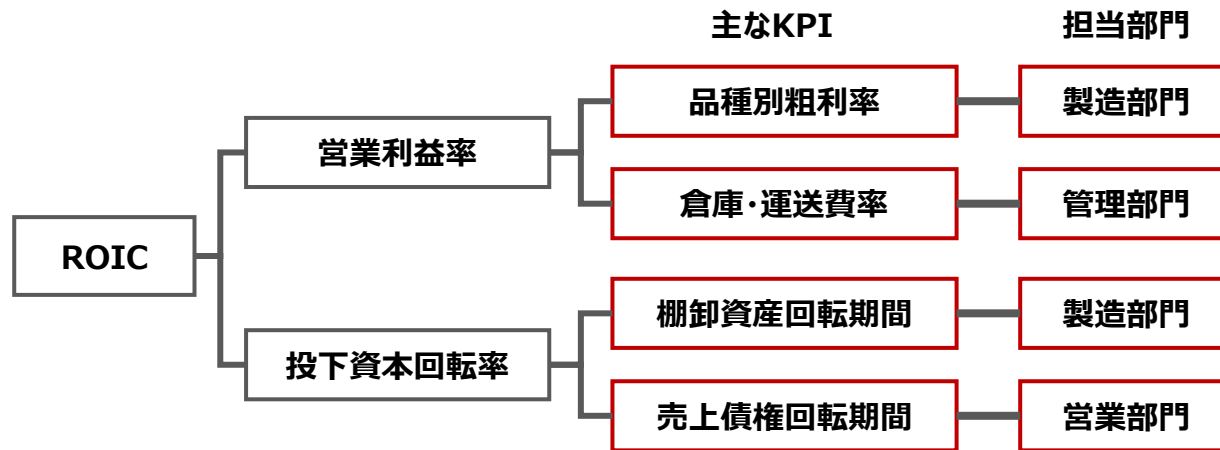 主なKPI 担当部門
品種別粗利率 製造部門
営業利益率
倉庫・運送費率 管理部門
ROIC
棚卸資産回転期間 製造部門
投下資本回転率
売上債権回転期間 営業部門